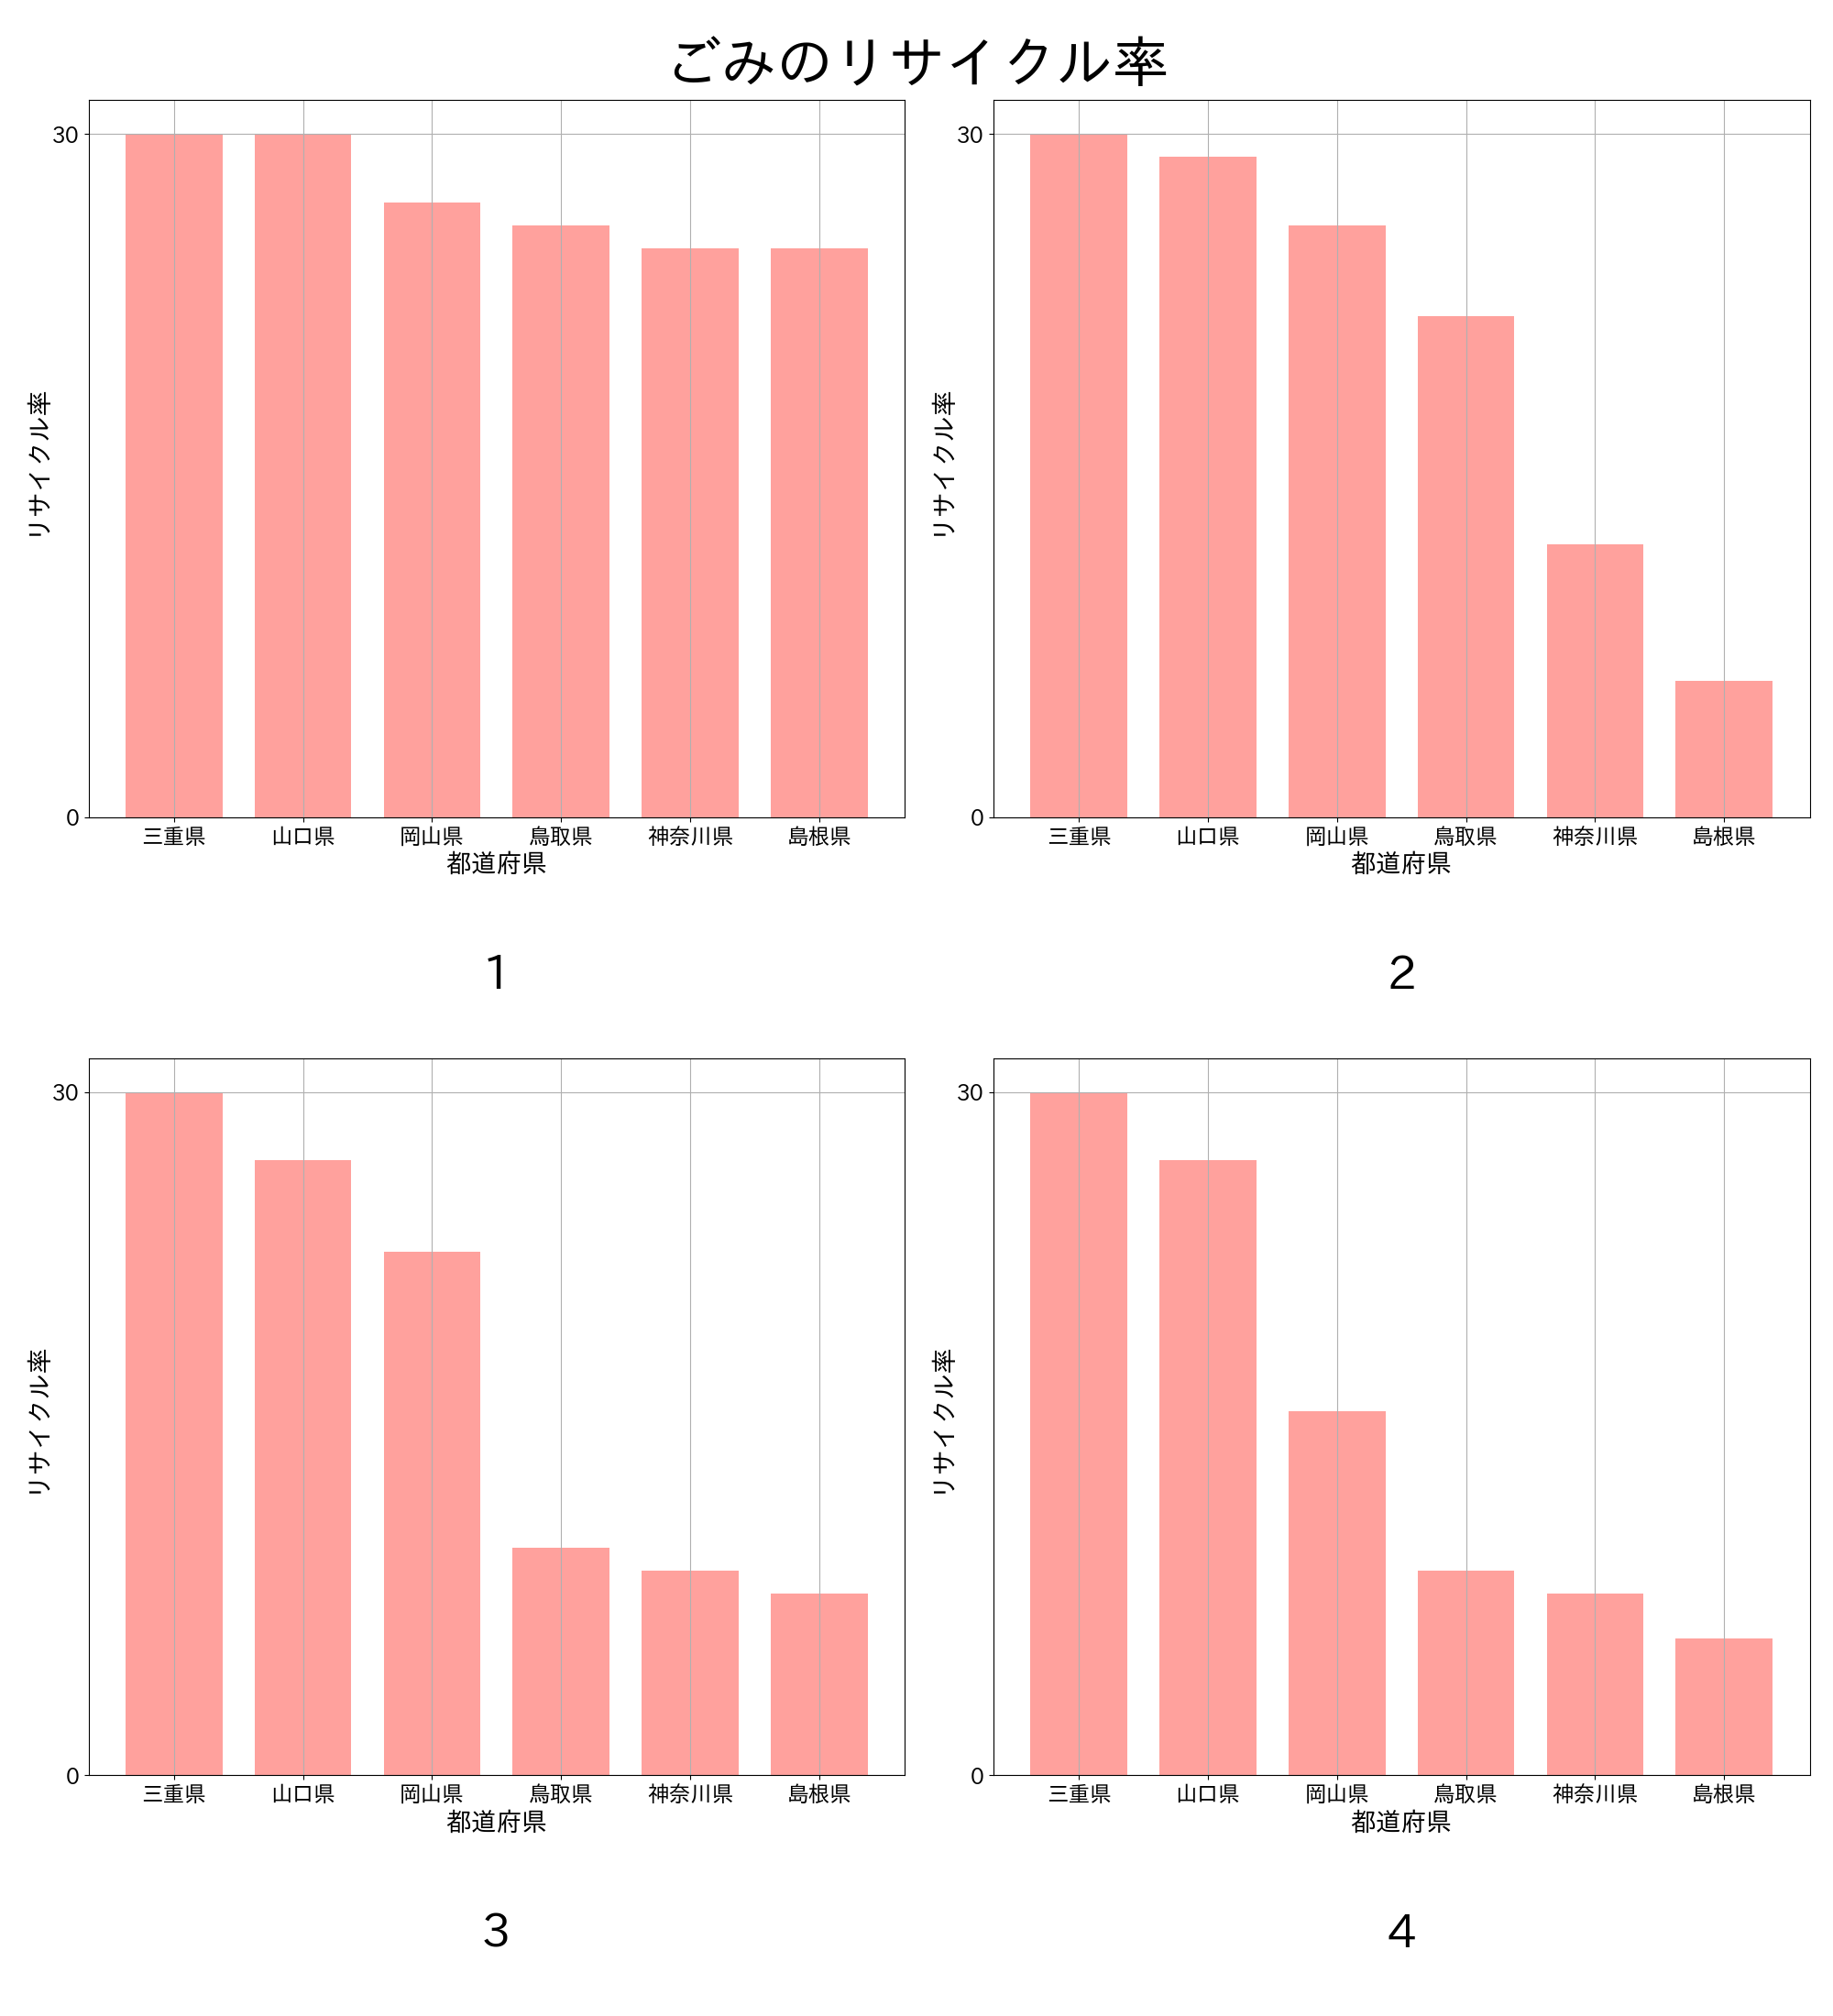 ごみのリサイクル率
30
0
リサイクル率
三重県 山口県 岡山県 鳥取県 神奈川県 島根県
都道府県
1
30
0
リサイクル率
三重県 山口県 岡山県 鳥取県 神奈川県 島根県
都道府県
2
30
0
リサイクル率
三重県 山口県 岡山県 鳥取県 神奈川県 島根県
都道府県
3
30
0
リサイクル率
三重県 山口県 岡山県 鳥取県 神奈川県 島根県
都道府県
4